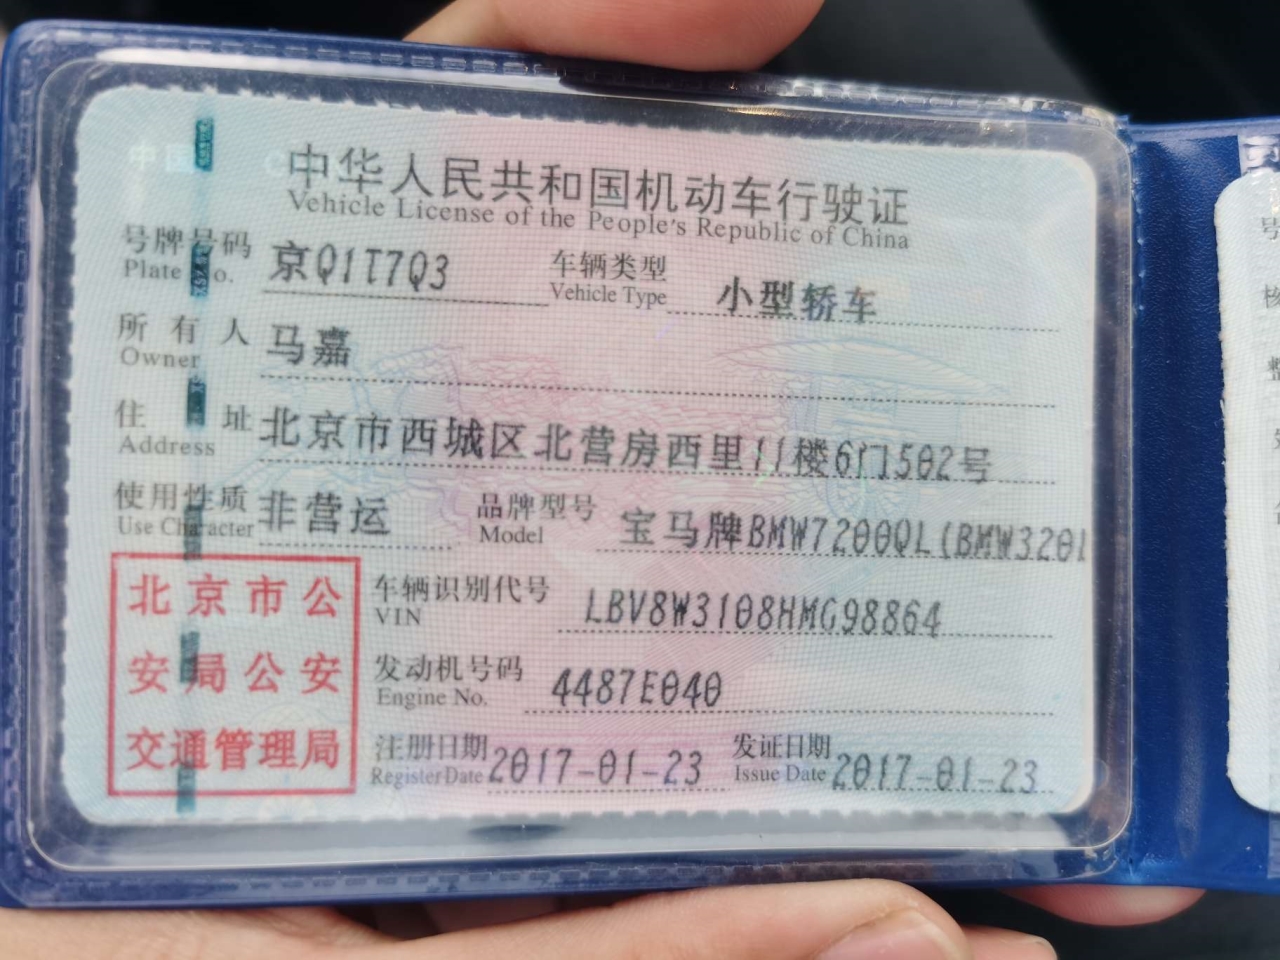 中华人民共和国机动车行驶证
Vehicle License of the People's Republic of China
号牌号码 京Q1T7Q3 车辆类型 小型轿车
Plate No. Vehicle Type
所有人 马嘉
Owner
住址 北京市西城区北营房西里11楼6门1502号
Address
使用性质 非营运 品牌型号 宝马牌BMW7200QL(BMW320l
Use Character Model
北京市公
安局公安
交通管理局
车辆识别代号 LBV8W3108HMG98864
VIN
发动机号码 4487E040
Engine No.
注册日期 2017-01-23 发证日期 2017-01-23
Register Date Issue Date
号
核
整